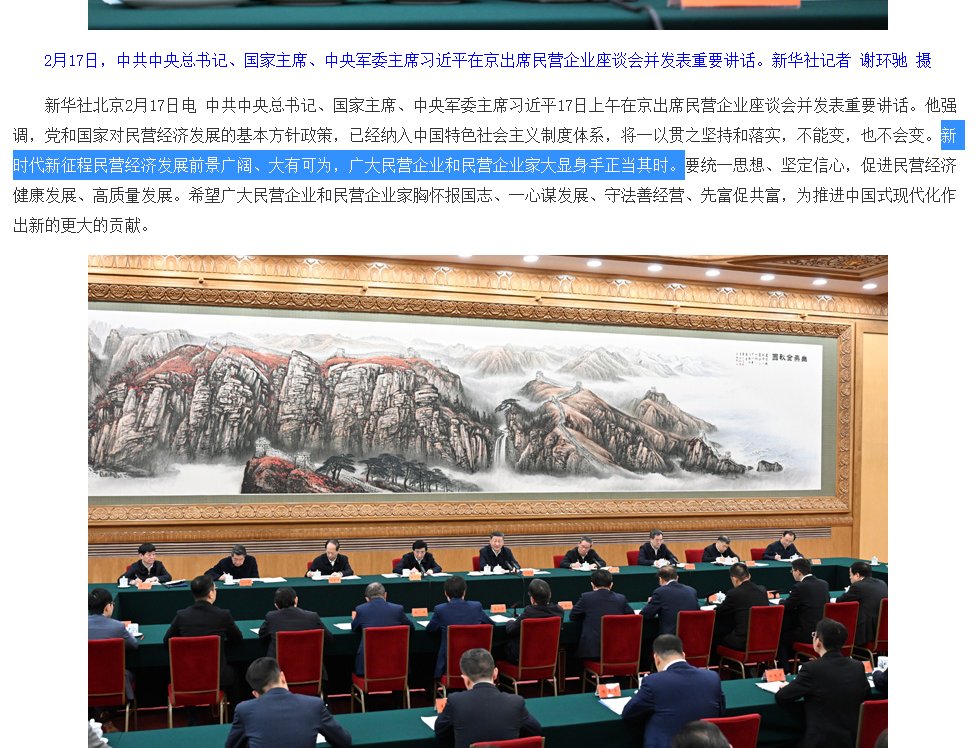 2月17日，中共中央总书记、国家主席、中央军委主席习近平在京出席民营企业座谈会并发表重要讲话。新华社记者 谢环驰 摄
新华社北京2月17日电 中共中央总书记、国家主席、中央军委主席习近平17日上午在京出席民营企业座谈会并发表重要讲话。他强
调，党和国家对民营经济发展的基本方针政策，已经纳入中国特色社会主义制度体系，将一以贯之坚持和落实，不能变，也不会变。新
时代新征程民营经济发展前景广阔、大有可为，广大民营企业和民营企业家大显身手正当其时。要统一思想、坚定信心，促进民营经济
健康发展、高质量发展。希望广大民营企业和民营企业家胸怀报国志、一心谋发展、守法善经营、先富促共富，为推进中国式现代化作
出新的更大的贡献。